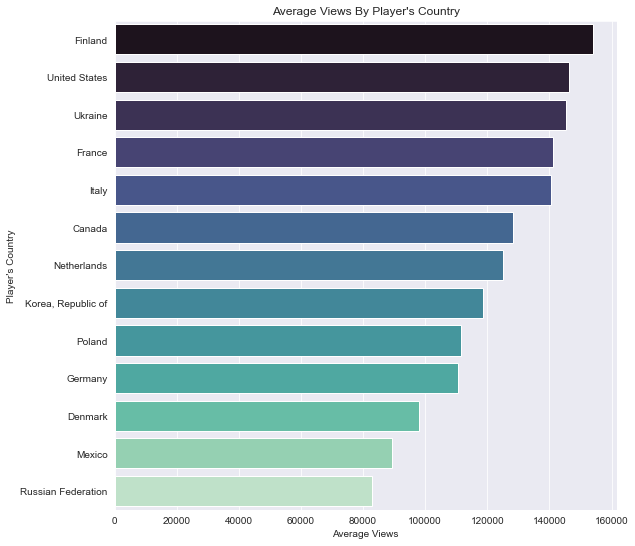 Average Views By Player's Country
Player's Country
Finland
United States
Ukraine
France
Italy
Canada
Netherlands
Korea, Republic of
Poland
Germany
Denmark
Mexico
Russian Federation
0 20000 40000 60000 80000 100000 120000 140000 160000
Average Views